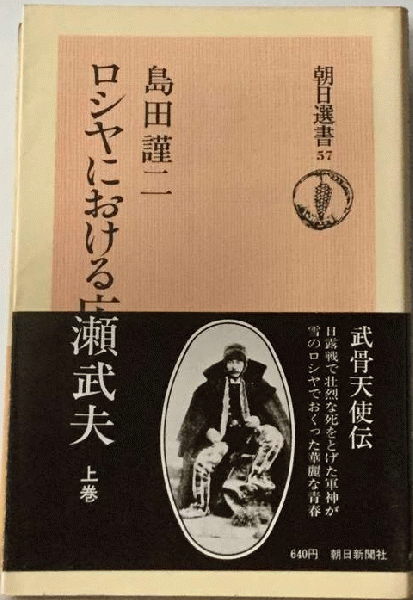 朝日選書
57
島田謹二
ロシヤにおける広瀬武夫
上巻
武骨天使伝
日露戦で壮烈な死をとげた軍神が
雪のロシヤでおくった華麗な青春
640円 朝日新聞社